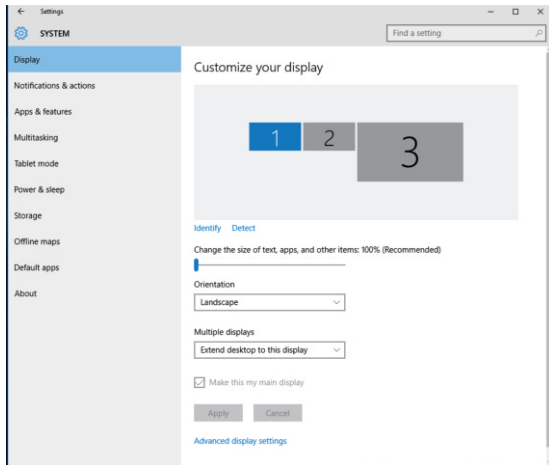 Settings
SYSTEM
Find a setting
Display
Notifications & actions
Apps & features
Multitasking
Tablet mode
Power & sleep
Storage
Offline maps
Default apps
About
Customize your display
1 2 3
Identify Detect
Change the size of text, apps, and other items: 100% (Recommended)
Orientation
Landscape
Multiple displays
Extend desktop to this display
Make this my main display
Apply Cancel
Advanced display settings